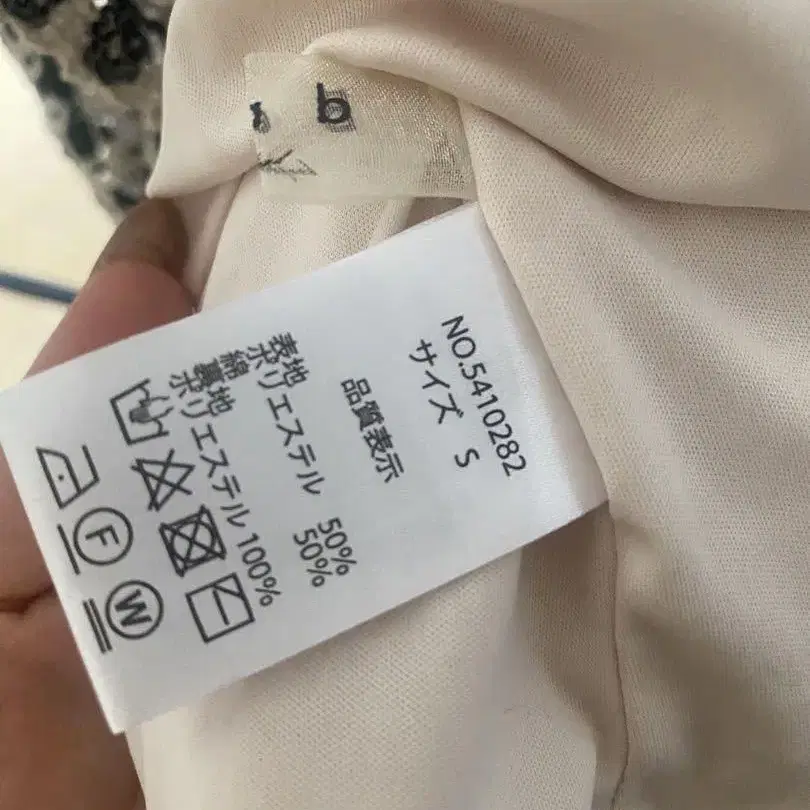 b
NO.5410282
サイズ S
品質表示
表地
ポリエステル 50%
綿 50%
裏地
ポリエステル 100%
F
W